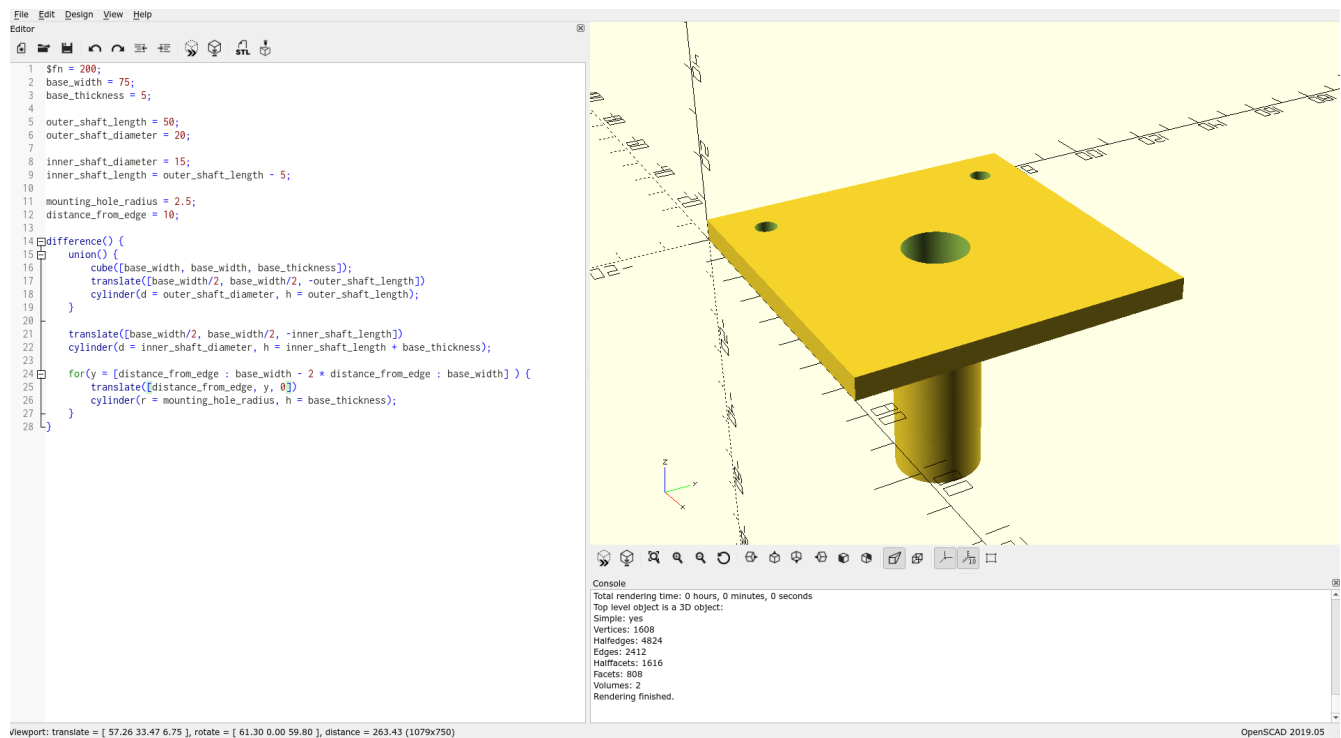 File Edit Design View Help
Editor
STL
1 $fn = 200;
2 base_width = 75;
3 base_thickness = 5;
4
5 outer_shaft_length = 50;
6 outer_shaft_diameter = 20;
7
8 inner_shaft_diameter = 15;
9 inner_shaft_length = outer_shaft_length - 5;
10
11 mounting_hole_radius = 2.5;
12 distance_from_edge = 10;
13
14 difference() {
15 union() {
16 cube([base_width, base_width, base_thickness]);
17 translate([base_width/2, base_width/2, -outer_shaft_length])
18 cylinder(d = outer_shaft_diameter, h = outer_shaft_length);
19 }
20
21 translate([base_width/2, base_width/2, -inner_shaft_length])
22 cylinder(d = inner_shaft_diameter, h = inner_shaft_length + base_thickness);
23
24 for(y = [distance_from_edge : base_width - 2 * distance_from_edge : base_width] ) {
25 translate([distance_from_edge, y, 0])
26 cylinder(r = mounting_hole_radius, h = base_thickness);
27 }
28 }
z
y
x
10
Console
Total rendering time: 0 hours, 0 minutes, 0 seconds
Top level object is a 3D object:
Simple: yes
Vertices: 1608
Halfedges: 4824
Edges: 2412
Halffacets: 1616
Facets: 808
Volumes: 2
Rendering finished.
Viewport: translate = [ 57.26 33.47 6.75 ], rotate = [ 61.30 0.00 59.80 ], distance = 263.43 (1079x750)
OpenSCAD 2019.05